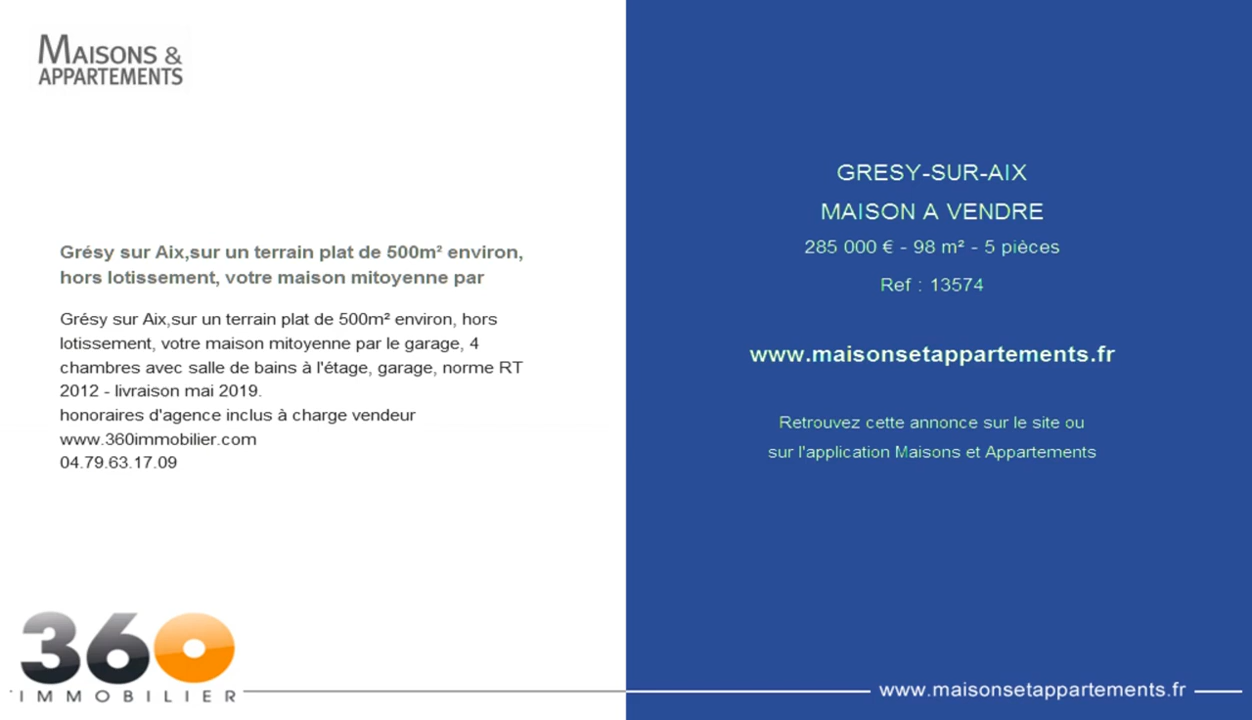 MAISONS &
APPARTEMENTS
Grésy sur Aix,sur un terrain plat de 500m² environ,
hors lotissement, votre maison mitoyenne par
Grésy sur Aix,sur un terrain plat de 500m² environ, hors
lotissement, votre maison mitoyenne par le garage, 4
chambres avec salle de bains à l'étage, garage, norme RT
2012 - livraison mai 2019.
honoraires d'agence inclus à charge vendeur
www.360immobilier.com
04.79.63.17.09
360
IMMOBILIER
GRESY-SUR-AIX
MAISON A VENDRE
285 000 € - 98 m² - 5 pièces
Ref : 13574
www.maisonsetappartements.fr
Retrouvez cette annonce sur le site ou
sur l'application Maisons et Appartements
www.maisonsetappartements.fr